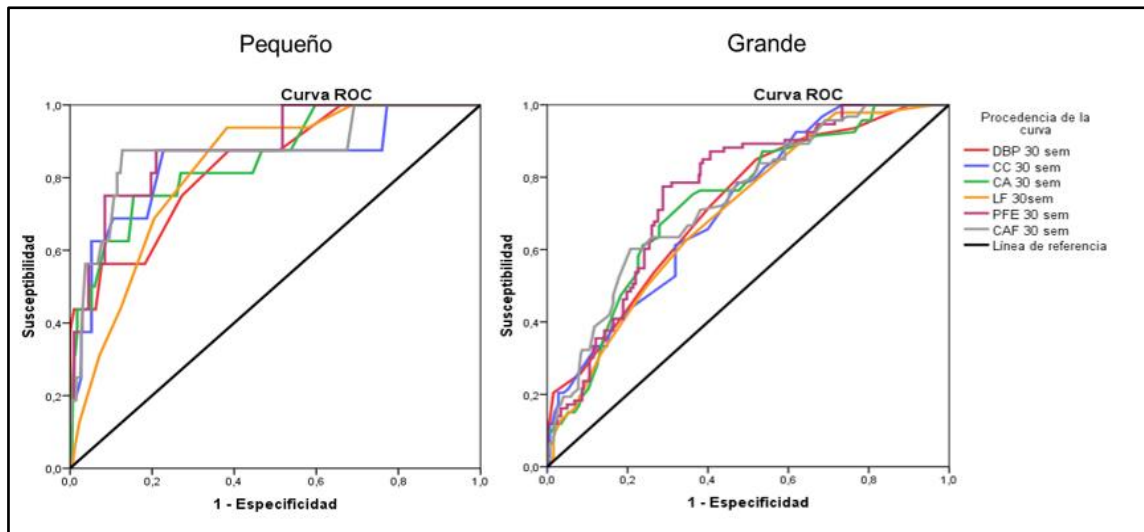 Pequeño
Grande
Curva ROC
Susceptibilidad
1,0
0,8
0,6
0,4
0,2
0,0
0,0 0,2 0,4 0,6 0,8 1,0
1 - Especificidad
Curva ROC
Susceptibilidad
1,0
0,8
0,6
0,4
0,2
0,0
0,0 0,2 0,4 0,6 0,8 1,0
1 - Especificidad
Procedencia de la
curva
DBP 30 sem
CC 30 sem
CA 30 sem
LF 30sem
PFE 30 sem
CAF 30 sem
Línea de referencia